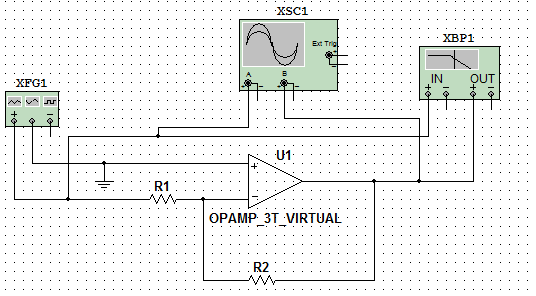 XSC1
Ext Trig
+
−
A
B
+ − + −
XBP1
IN OUT
+ − + −
XFG1
+ −
U1
+
−
OPAMP_3T_VIRTUAL
R1
R2